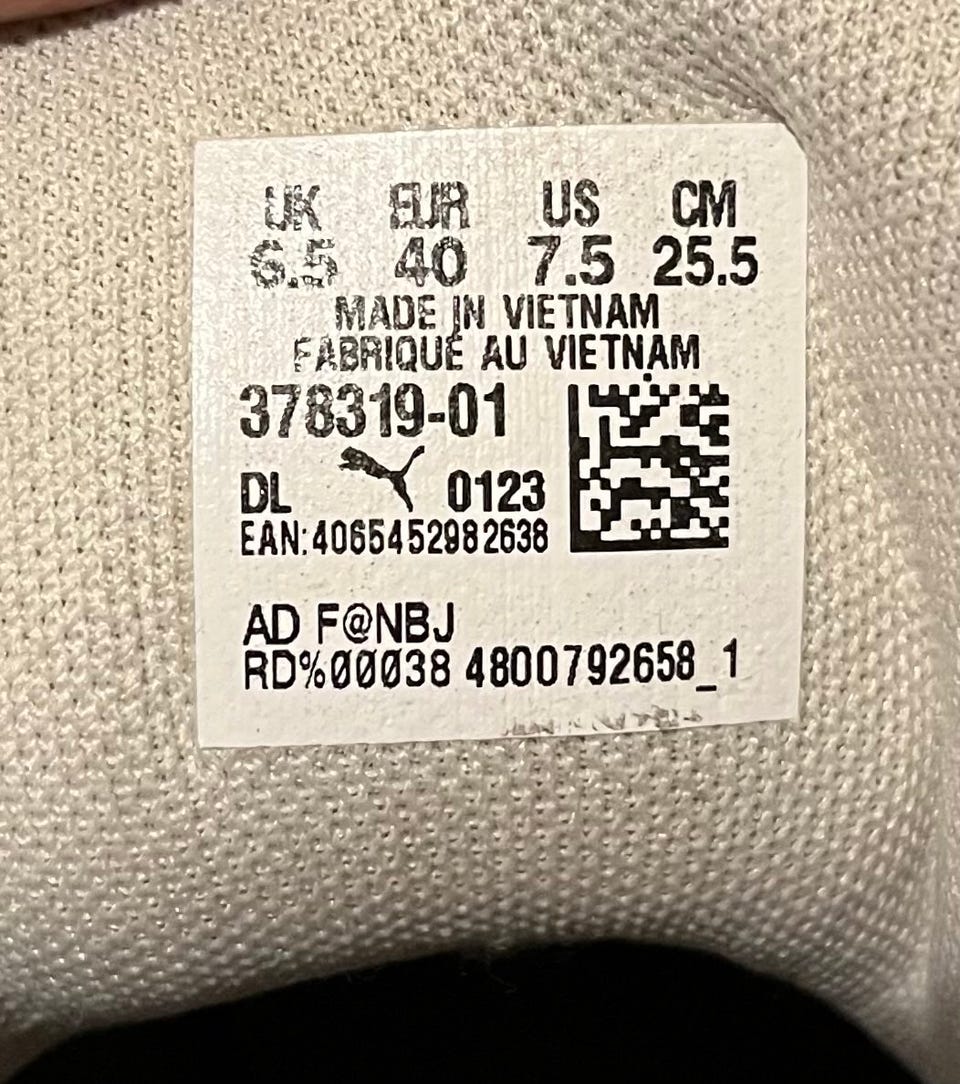 UK EUR US CM
6.5 40 7.5 25.5
MADE IN VIETNAM
FABRIQUÉ AU VIETNAM
378319-01
DL 0123
EAN:4065452982638
AD F@NBJ
RD%00038 4800792658_1